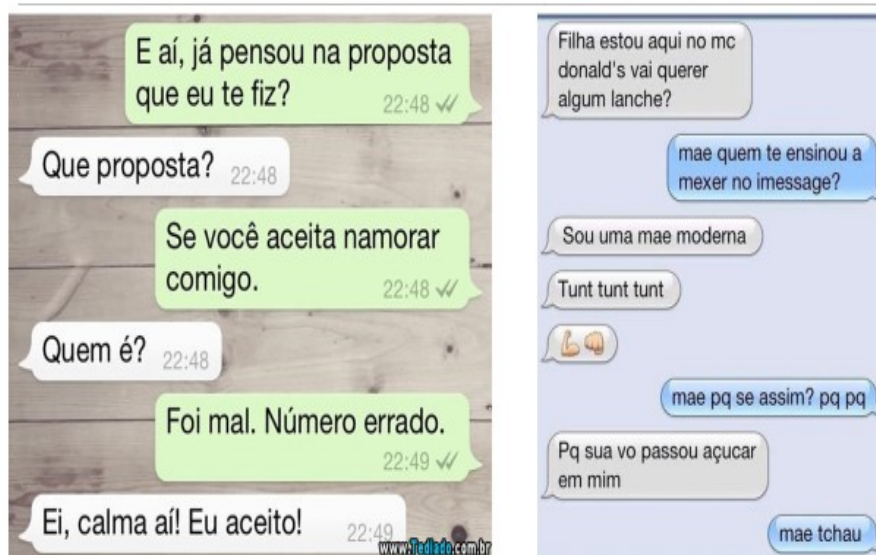 E aí, já pensou na proposta
que eu te fiz?
22:48
Que proposta? 22:48
Se você aceita namorar
comigo.
22:48
Quem é? 22:48
Foi mal. Número errado.
22:49
Ei, calma aí! Eu aceito! 22:49
www.Tediado.com.br
Filha estou aqui no mc
donald's vai querer
algum lanche?
mae quem te ensinou a
mexer no imessage?
Sou uma mae moderna
Tunt tunt tunt
mae pq se assim? pq pq
Pq sua vo passou açucar
em mim
mae tchau